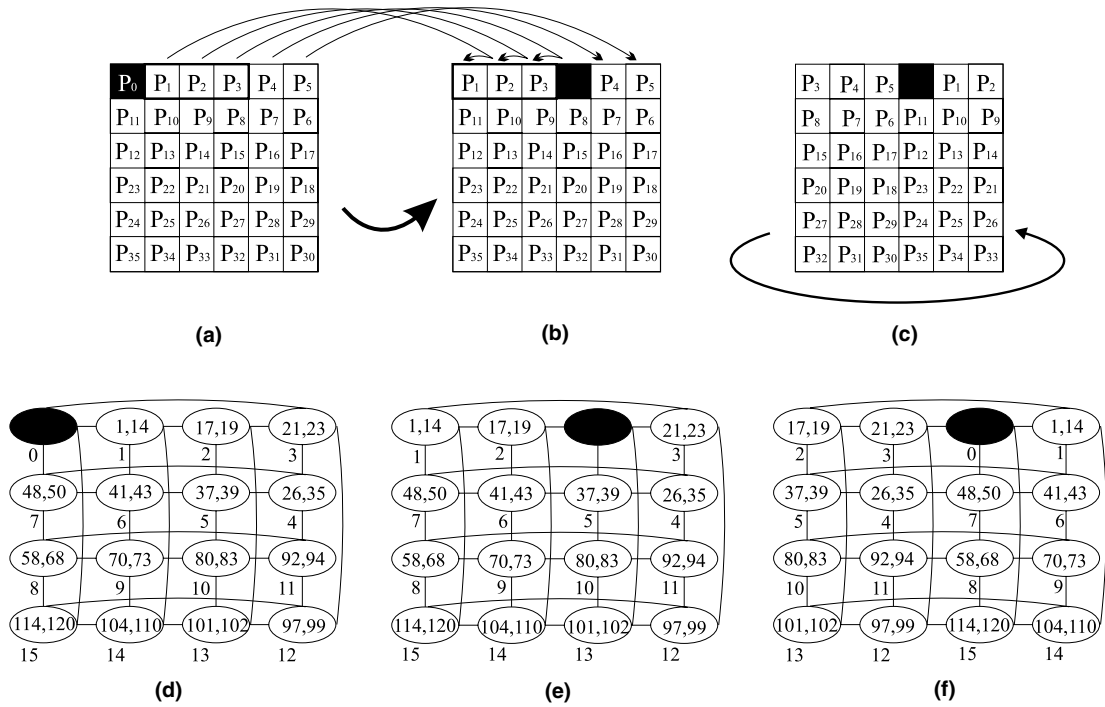 P0 P1 P2 P3 P4 P5
P11 P10 P9 P8 P7 P6
P12 P13 P14 P15 P16 P17
P23 P22 P21 P20 P19 P18
P24 P25 P26 P27 P28 P29
P35 P34 P33 P32 P31 P30
(a)
P1 P2 P3 P4 P5
P11 P10 P9 P8 P7 P6
P12 P13 P14 P15 P16 P17
P23 P22 P21 P20 P19 P18
P24 P25 P26 P27 P28 P29
P35 P34 P33 P32 P31 P30
(b)
P3 P4 P5 P1 P2
P8 P7 P6 P11 P10 P9
P15 P16 P17 P12 P13 P14
P20 P19 P18 P23 P22 P21
P27 P28 P29 P24 P25 P26
P32 P31 P30 P35 P34 P33
(c)
1,14 17,19 21,23
0 1 2 3
48,50 41,43 37,39 26,35
7 6 5 4
58,68 70,73 80,83 92,94
8 9 10 11
114,120 104,110 101,102 97,99
15 14 13 12
(d)
1,14 17,19 21,23
1 2 3
48,50 41,43 37,39 26,35
7 6 5 4
58,68 70,73 80,83 92,94
8 9 10 11
114,120 104,110 101,102 97,99
15 14 13 12
(e)
17,19 21,23 1,14
2 3 0 1
37,39 26,35 48,50 41,43
5 4 7 6
80,83 92,94 58,68 70,73
10 11 8 9
101,102 97,99 114,120 104,110
13 12 15 14
(f)